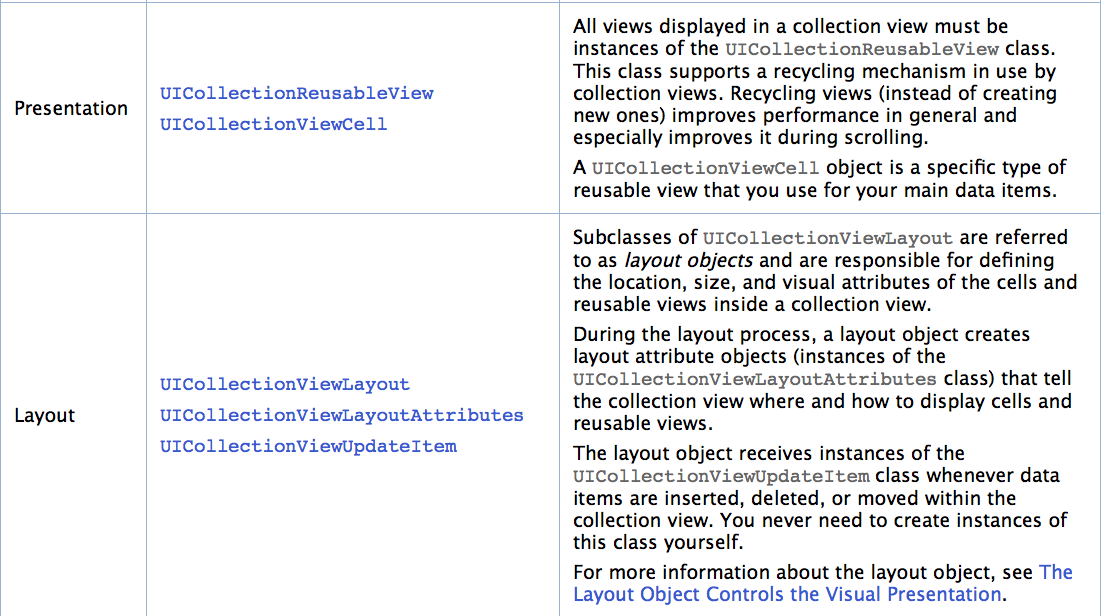 Presentation
UICollectionReusableView
UICollectionViewCell
All views displayed in a collection view must be
instances of the UICollectionReusableView class.
This class supports a recycling mechanism in use by
collection views. Recycling views (instead of creating
new ones) improves performance in general and
especially improves it during scrolling.
A UICollectionViewCell object is a specific type of
reusable view that you use for your main data items.
Layout
UICollectionViewLayout
UICollectionViewLayoutAttributes
UICollectionViewUpdateItem
Subclasses of UICollectionViewLayout are referred
to as layout objects and are responsible for defining
the location, size, and visual attributes of the cells and
reusable views inside a collection view.
During the layout process, a layout object creates
layout attribute objects (instances of the
UICollectionViewLayoutAttributes class) that tell
the collection view where and how to display cells and
reusable views.
The layout object receives instances of the
UICollectionViewUpdateItem class whenever data
items are inserted, deleted, or moved within the
collection view. You never need to create instances of
this class yourself.
For more information about the layout object, see The
Layout Object Controls the Visual Presentation.